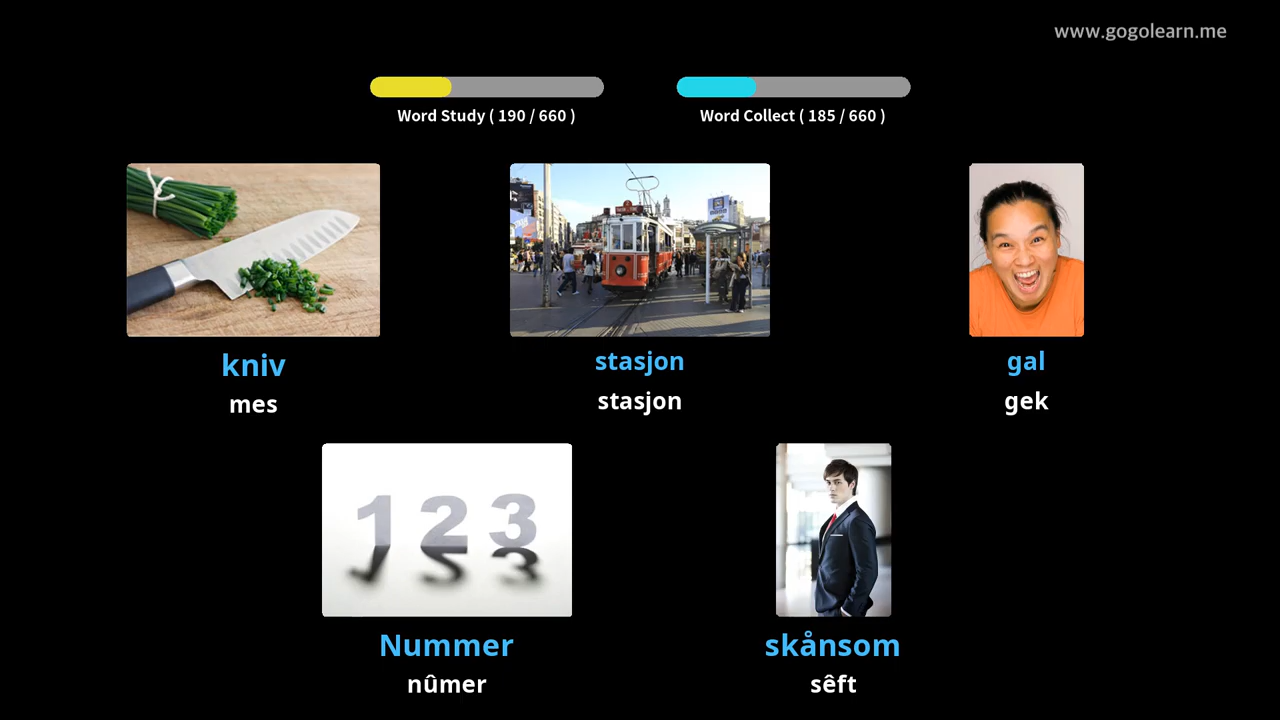 www.gogolearn.me
Word Study ( 190 / 660 )
Word Collect ( 185 / 660 )
kniv
mes
stasjon
stasjon
gal
gek
Nummer
nûmer
skånsom
sêft